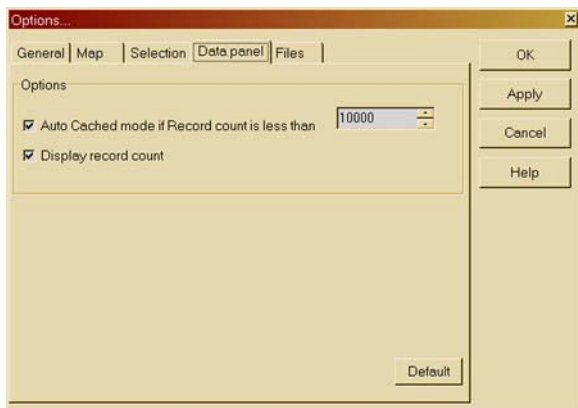 Options...
General Map Selection Data panel Files
Options
Auto Cached mode if Record count is less than 10000
Display record count
Default
OK
Apply
Cancel
Help